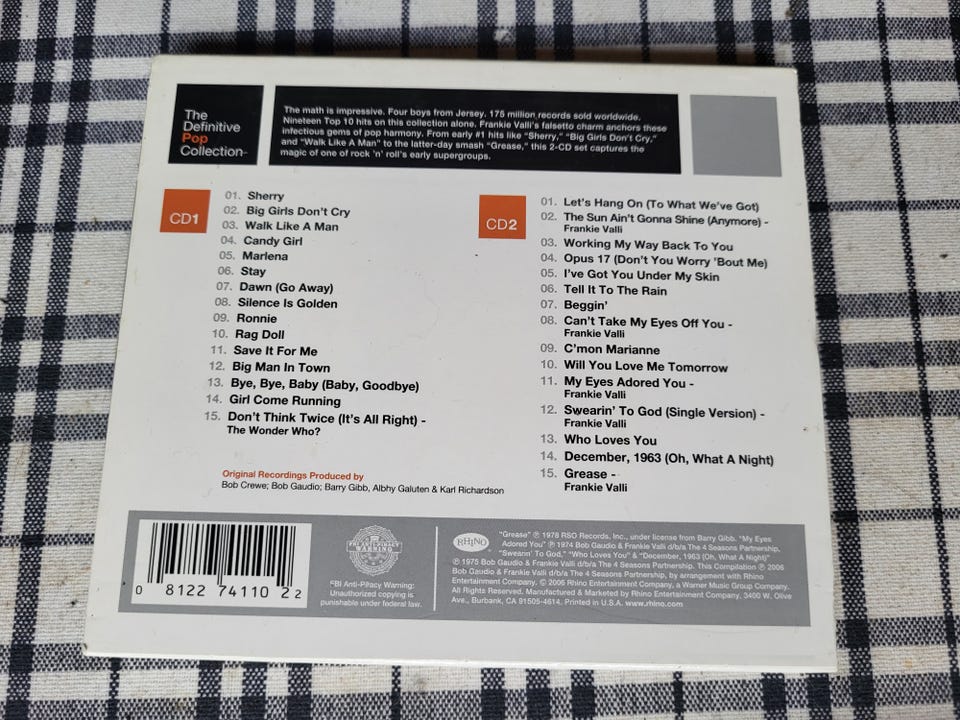 The
Definitive
Pop
Collection
The math is impressive. Four boys from Jersey. 175 million records sold worldwide.
Nineteen Top 10 hits on this collection alone. Frankie Valli's falsetto charm anchors these
infectious gems of pop harmony. From early #1 hits like "Sherry," "Big Girls Don't Cry,"
and "Walk Like A Man" to the latter-day smash "Grease," this 2-CD set captures the
magic of one of rock 'n' roll's early supergroups.
CD1
01. Sherry
02. Big Girls Don't Cry
03. Walk Like A Man
04. Candy Girl
05. Marlena
06. Stay
07. Dawn (Go Away)
08. Silence Is Golden
09. Ronnie
10. Rag Doll
11. Save It For Me
12. Big Man In Town
13. Bye, Bye, Baby (Baby, Goodbye)
14. Girl Come Running
15. Don't Think Twice (It's All Right) -
The Wonder Who?
Original Recordings Produced by
Bob Crewe; Bob Gaudio; Barry Gibb, Albhy Galuten & Karl Richardson
CD2
01. Let's Hang On (To What We've Got)
02. The Sun Ain't Gonna Shine (Anymore) -
Frankie Valli
03. Working My Way Back To You
04. Opus 17 (Don't You Worry 'Bout Me)
05. I've Got You Under My Skin
06. Tell It To The Rain
07. Beggin'
08. Can't Take My Eyes Off You -
Frankie Valli
09. C'mon Marianne
10. Will You Love Me Tomorrow
11. My Eyes Adored You -
Frankie Valli
12. Swearin' To God (Single Version) -
Frankie Valli
13. Who Loves You
14. December, 1963 (Oh, What A Night)
15. Grease -
Frankie Valli
0 8122 74110 2 2
FBI ANTI-PIRACY
WARNING
FBI Anti-Piracy Warning:
Unauthorized copying is
punishable under federal law.
RHINO
"Grease" ℗ 1978 RSO Records, Inc., under license from Barry Gibb. "My Eyes
Adored You" ℗ 1974 Bob Gaudio & Frankie Valli d/b/a The 4 Seasons Partnership.
"Swearin' To God," "Who Loves You" & "December, 1963 (Oh, What A Night)"
℗ 1975 Bob Gaudio & Frankie Valli d/b/a The 4 Seasons Partnership. This Compilation ℗ 2006
Bob Gaudio & Frankie Valli d/b/a The 4 Seasons Partnership, by arrangement with Rhino
Entertainment Company. © 2006 Rhino Entertainment Company, a Warner Music Group Company.
All Rights Reserved. Manufactured & Marketed by Rhino Entertainment Company. 3400 W. Olive
Ave., Burbank, CA 91505-4614. Printed in U.S.A. www.rhino.com